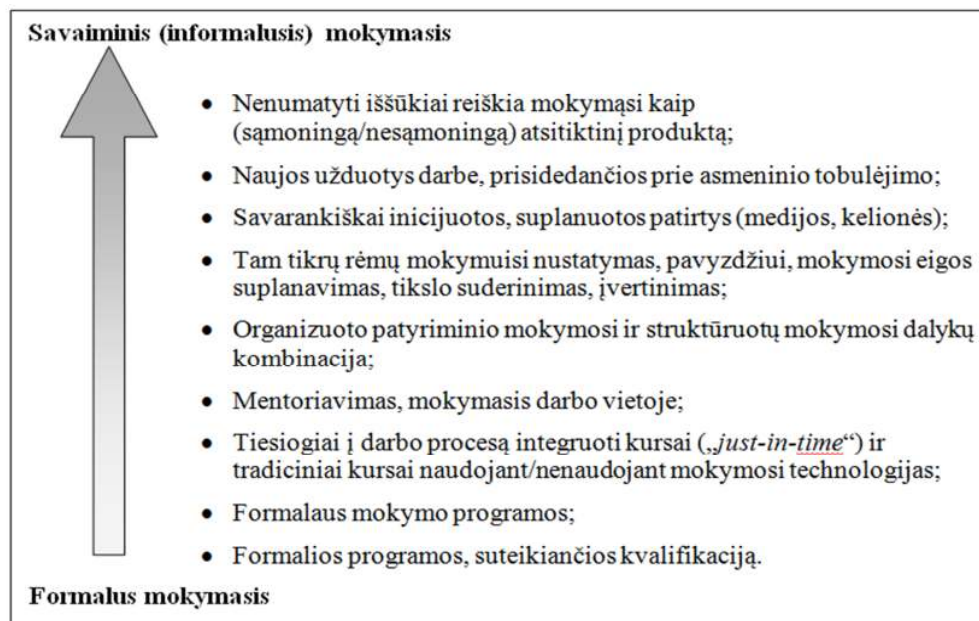 Savaiminis (informalusis) mokymasis
• Nenumatyti iššūkiai reiškia mokymąsi kaip
(sąmoningą/nesąmoningą) atsitiktinį produktą;
• Naujos užduotys darbe, prisidedančios prie asmeninio tobulėjimo;
• Savarankiškai inicijuotos, suplanuotos patirtys (medijos, kelionės);
• Tam tikrų rėmų mokymuisi nustatymas, pavyzdžiui, mokymosi eigos
suplanavimas, tikslo suderinimas, įvertinimas;
• Organizuoto patyriminio mokymosi ir struktūruotų mokymosi dalykų
kombinacija;
• Mentoriavimas, mokymasis darbo vietoje;
• Tiesiogiai į darbo procesą integruoti kursai („just-in-time“) ir
tradiciniai kursai naudojant/nenaudojant mokymosi technologijas;
• Formalaus mokymo programos;
• Formalios programos, suteikiančios kvalifikaciją.
Formalus mokymasis